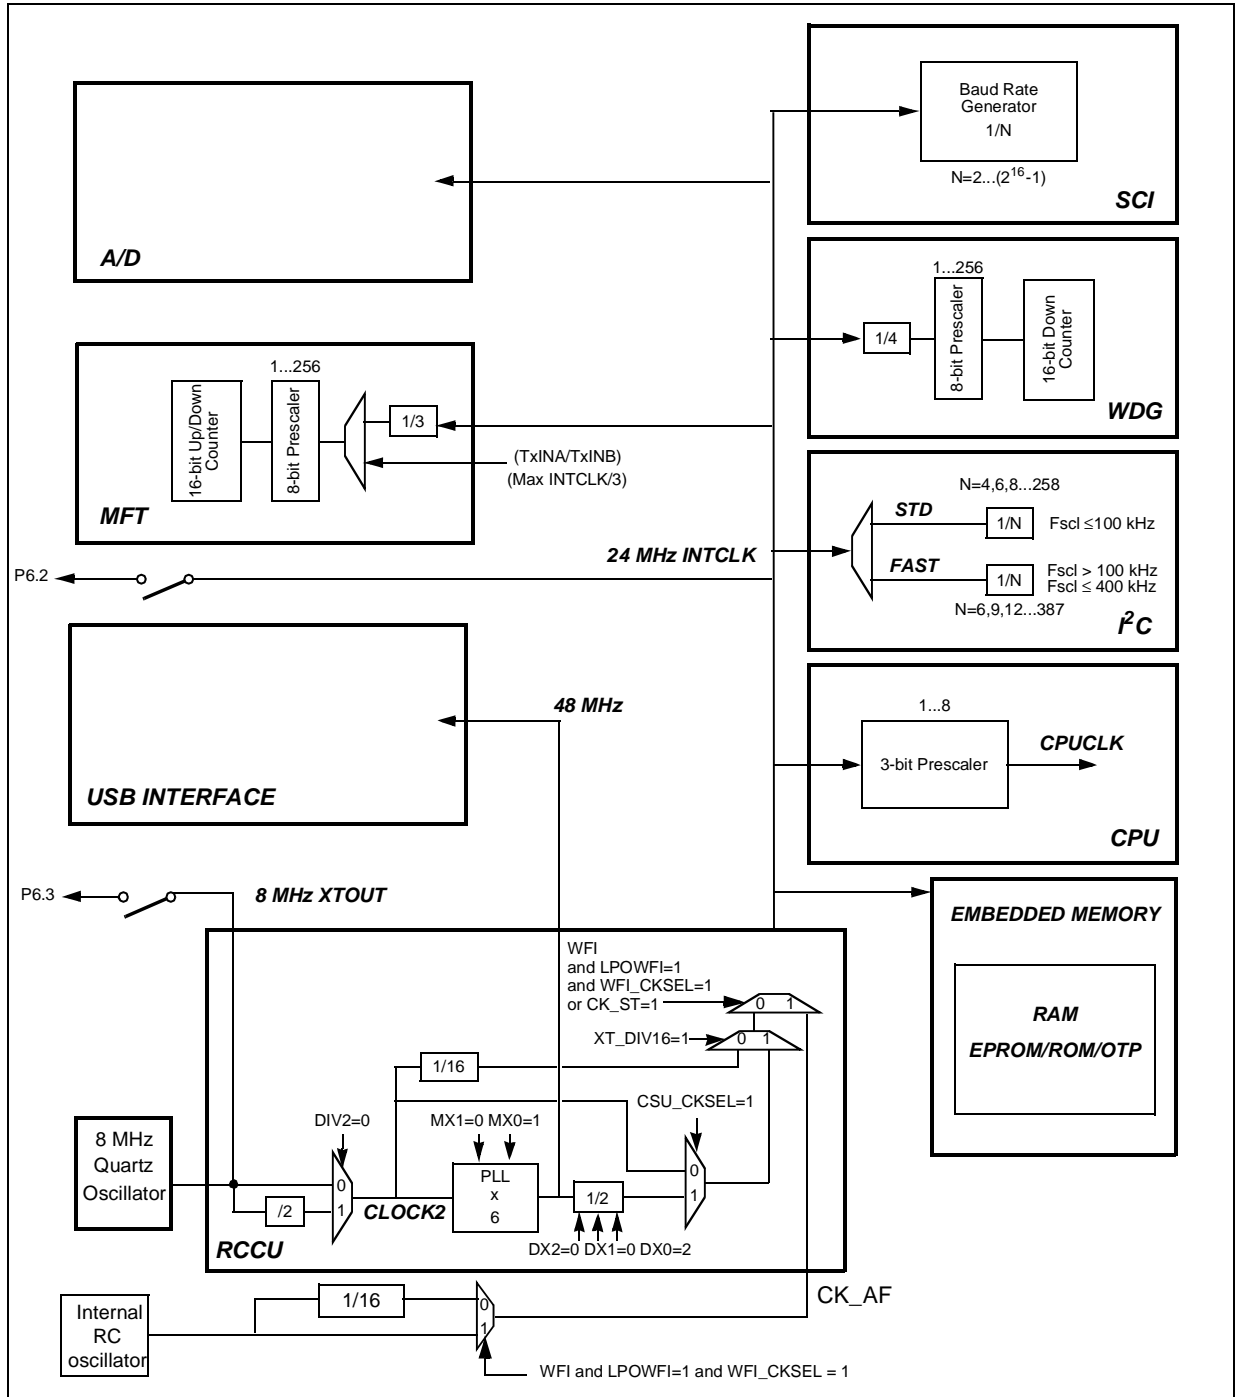 Baud Rate
Generator
1/N
N=2...(2^16-1)
SCI
A/D
1...256
1/4
8-bit Prescaler
16-bit Down
Counter
WDG
1...256
16-bit Up/Down
Counter
8-bit Prescaler
1/3
(TxINA/TxINB)
(Max INTCLK/3)
MFT
N=4,6,8...258
STD
1/N
Fscl ≤100 kHz
FAST
1/N
Fscl > 100 kHz
Fscl ≤ 400 kHz
N=6,9,12...387
I²C
24 MHz INTCLK
P6.2
48 MHz
USB INTERFACE
1...8
3-bit Prescaler
CPUCLK
CPU
P6.3
8 MHz XTOUT
EMBEDDED MEMORY
RAM
EPROM/ROM/OTP
WFI
and LPOWFI=1
and WFI_CKSEL=1
or CK_ST=1
0 1
XT_DIV16=1
0 1
1/16
CSU_CKSEL=1
DIV2=0
MX1=0 MX0=1
8 MHz
Quartz
Oscillator
/2
0
1
CLOCK2
PLL
x
6
1/2
0
1
DX2=0 DX1=0 DX0=2
RCCU
CK_AF
Internal
RC
oscillator
1/16
0
1
WFI and LPOWFI=1 and WFI_CKSEL = 1